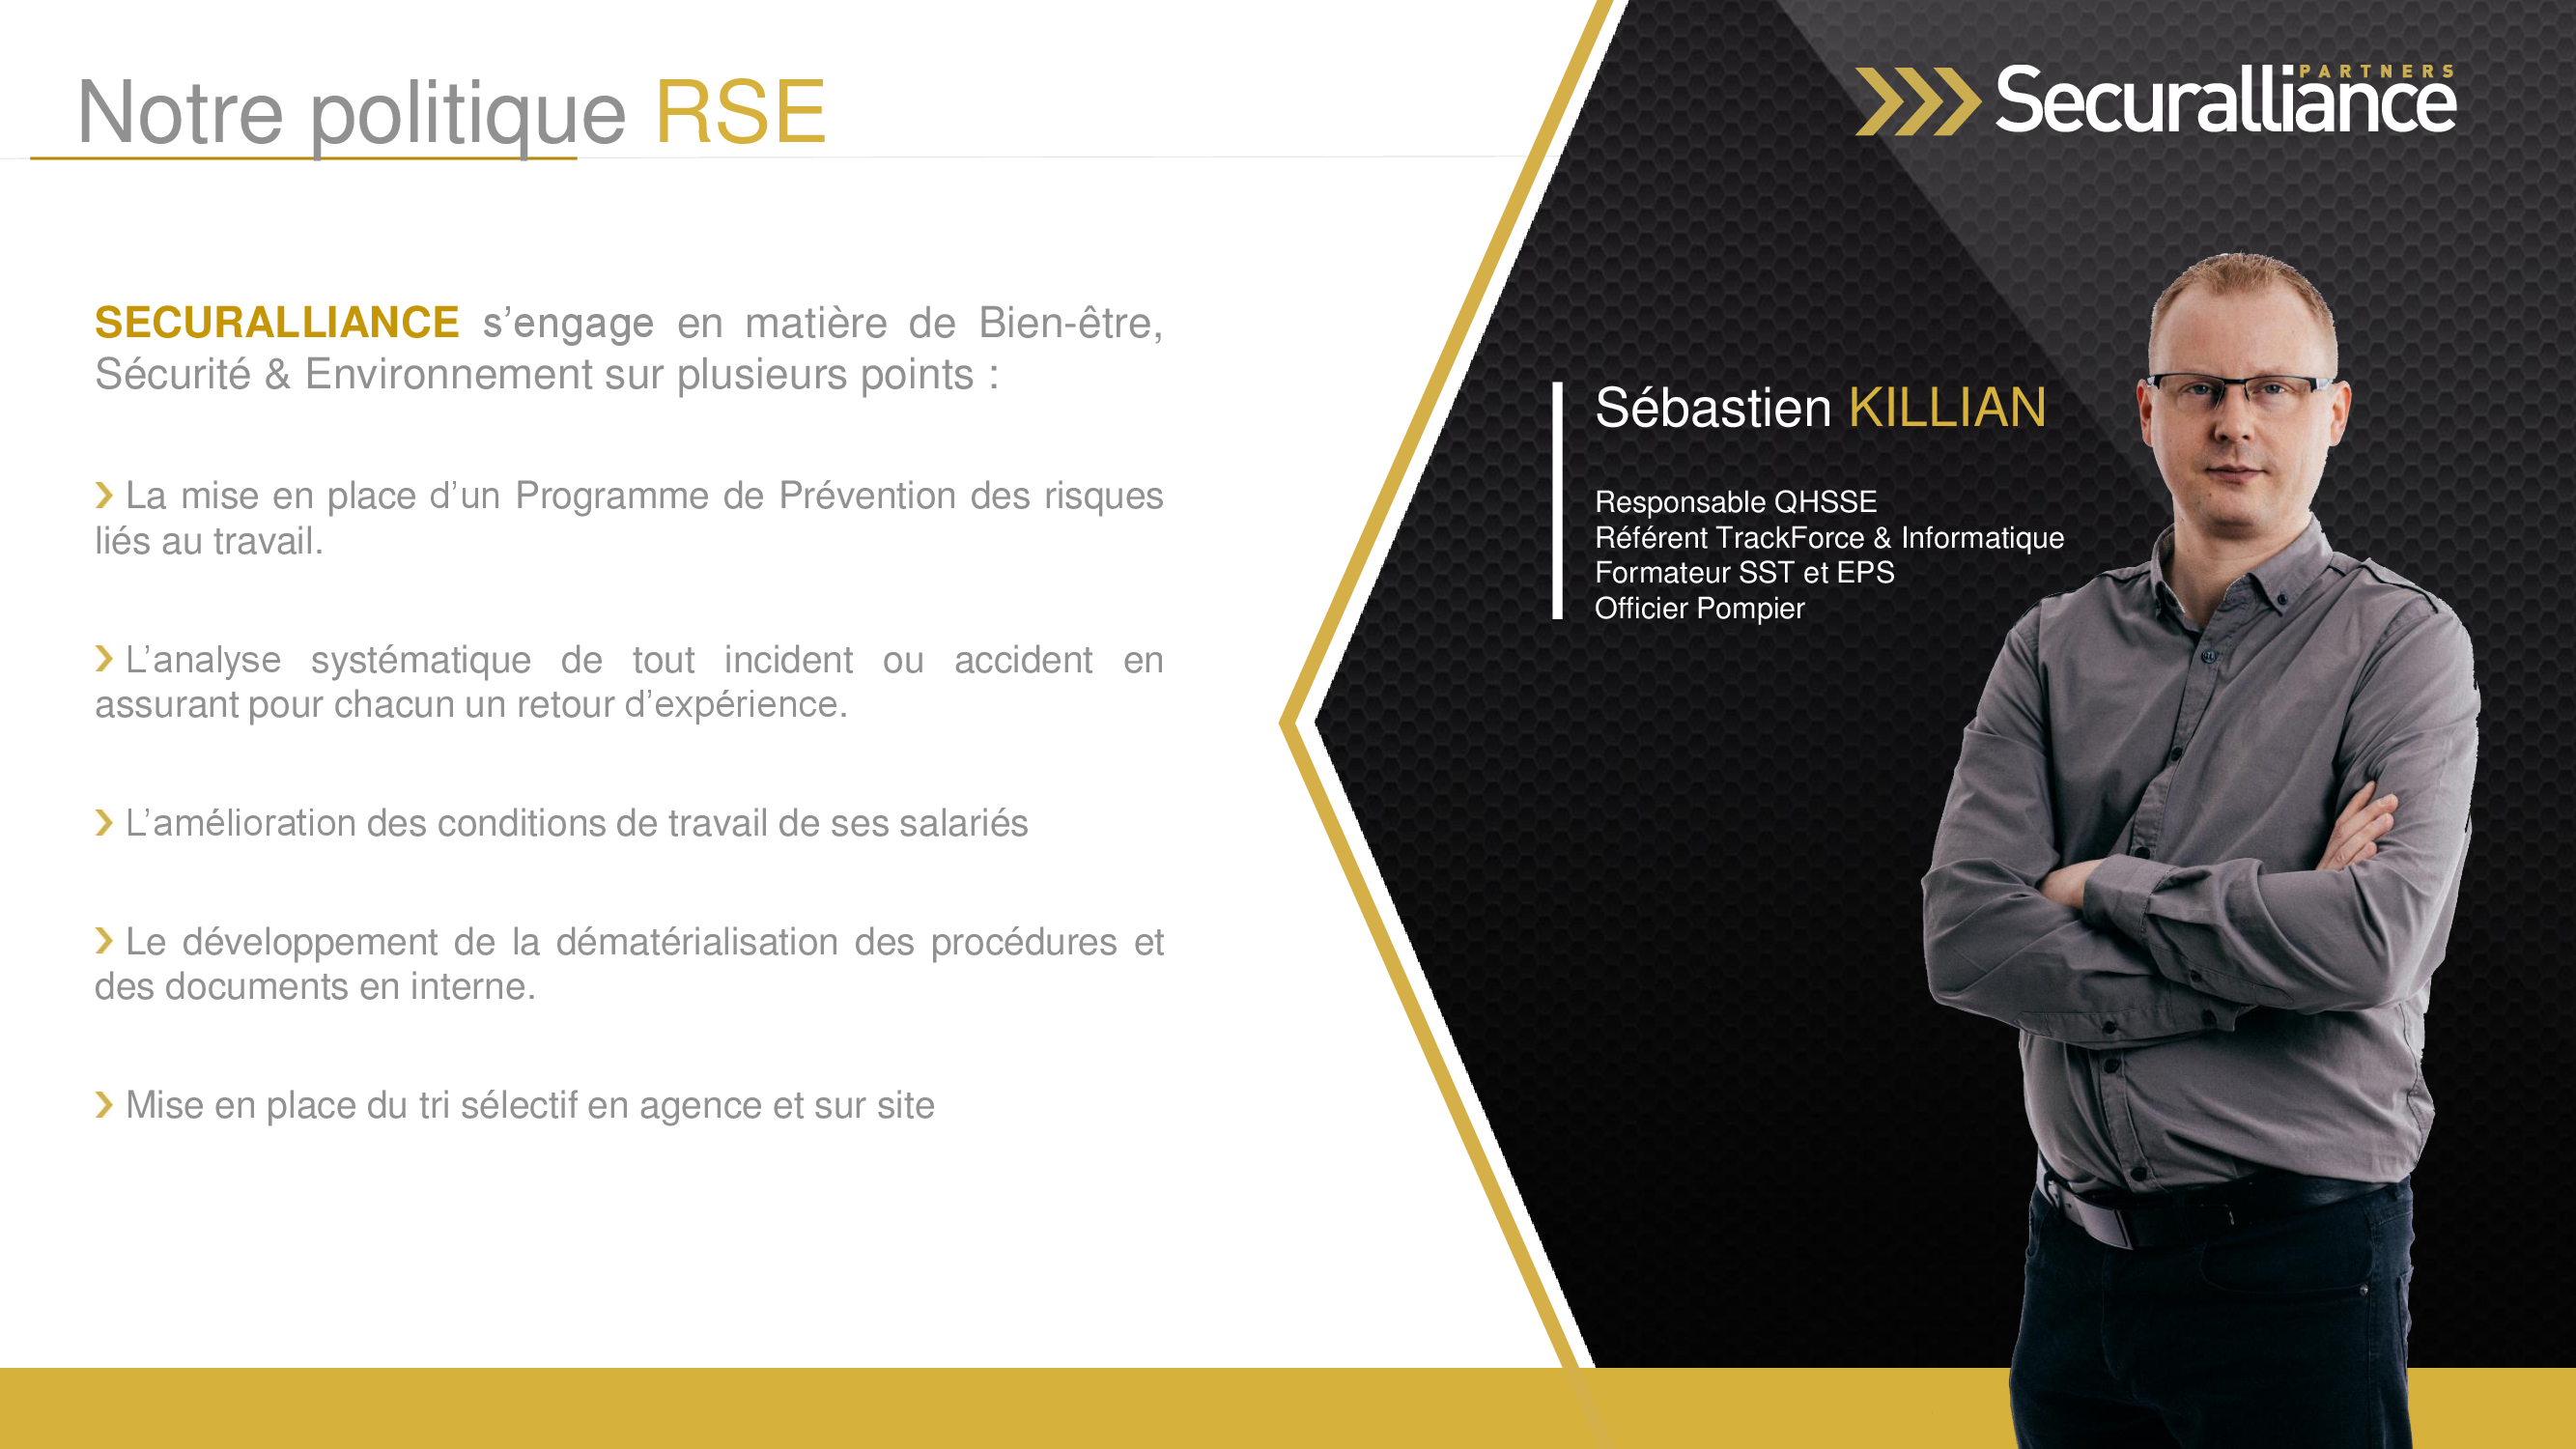 Notre politique RSE
SECURALLIANCE s’engage en matière de Bien-être,
Sécurité & Environnement sur plusieurs points :
La mise en place d’un Programme de Prévention des risques
liés au travail.
L’analyse systématique de tout incident ou accident en
assurant pour chacun un retour d’expérience.
L’amélioration des conditions de travail de ses salariés
Le développement de la dématérialisation des procédures et
des documents en interne.
Mise en place du tri sélectif en agence et sur site
PARTNERS
Securalliance
Sébastien KILLIAN
Responsable QHSSE
Référent TrackForce & Informatique
Formateur SST et EPS
Officier Pompier